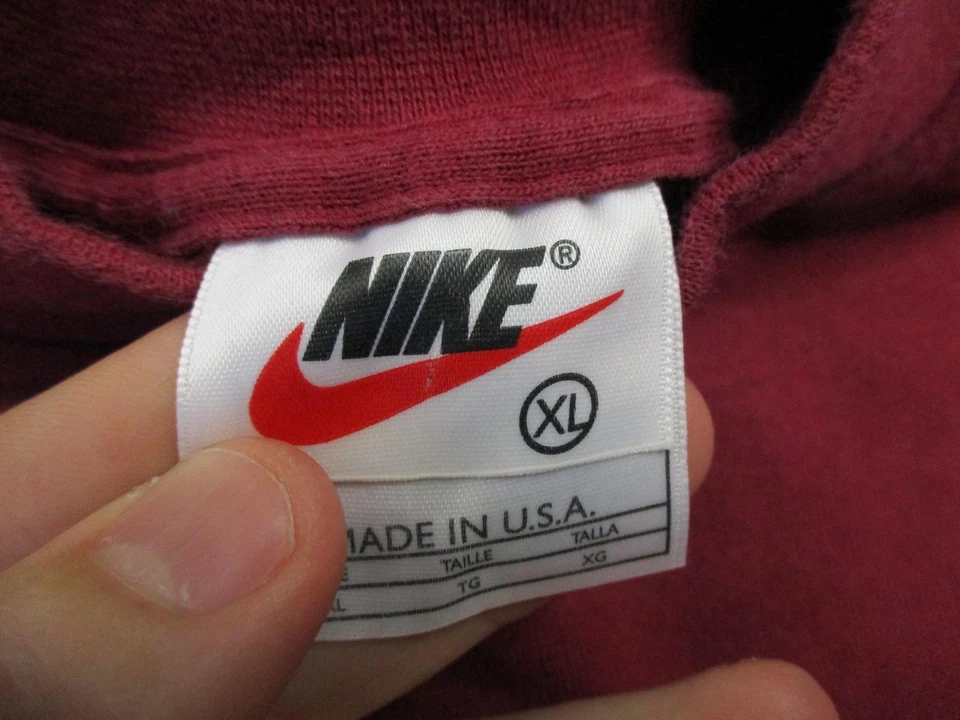 NIKE®
XL
MADE IN U.S.A.
TAILLE TALLA
TG XG